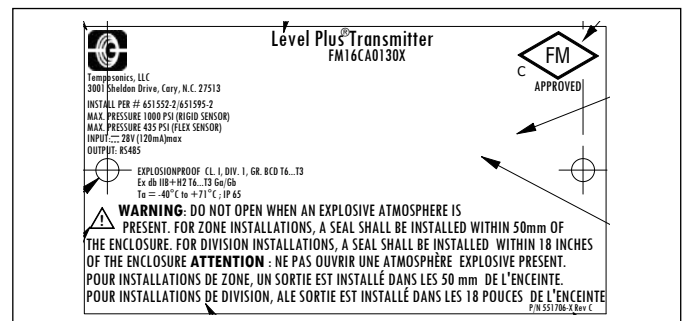 Level Plus® Transmitter
FM16CA0130X
FM
C
APPROVED
Temposonics, LLC
3001 Sheldon Drive, Cary, N.C. 27513
INSTALL PER # 651552-2/651595-2
MAX. PRESSURE 1000 PSI (RIGID SENSOR)
MAX. PRESSURE 435 PSI (FLEX SENSOR)
INPUT: ⎓ 28V (120mA)max
OUTPUT: RS485
EXPLOSIONPROOF CL. I, DIV. 1, GR. BCD T6...T3
Ex db IIB+H2 T6...T3 Ga/Gb
Ta = -40°C to +71°C ; IP 65
WARNING: DO NOT OPEN WHEN AN EXPLOSIVE ATMOSPHERE IS
PRESENT. FOR ZONE INSTALLATIONS, A SEAL SHALL BE INSTALLED WITHIN 50mm OF
THE ENCLOSURE. FOR DIVISION INSTALLATIONS, A SEAL SHALL BE INSTALLED WITHIN 18 INCHES
OF THE ENCLOSURE ATTENTION : NE PAS OUVRIR UNE ATMOSPHÈRE EXPLOSIVE PRESENT.
POUR INSTALLATIONS DE ZONE, UN SORTIE EST INSTALLÉ DANS LES 50 mm DE L'ENCEINTE.
POUR INSTALLATIONS DE DIVISION, ALE SORTIE EST INSTALLÉ DANS LES 18 POUCES DE L'ENCEINTE
P/N 551706-X Rev C